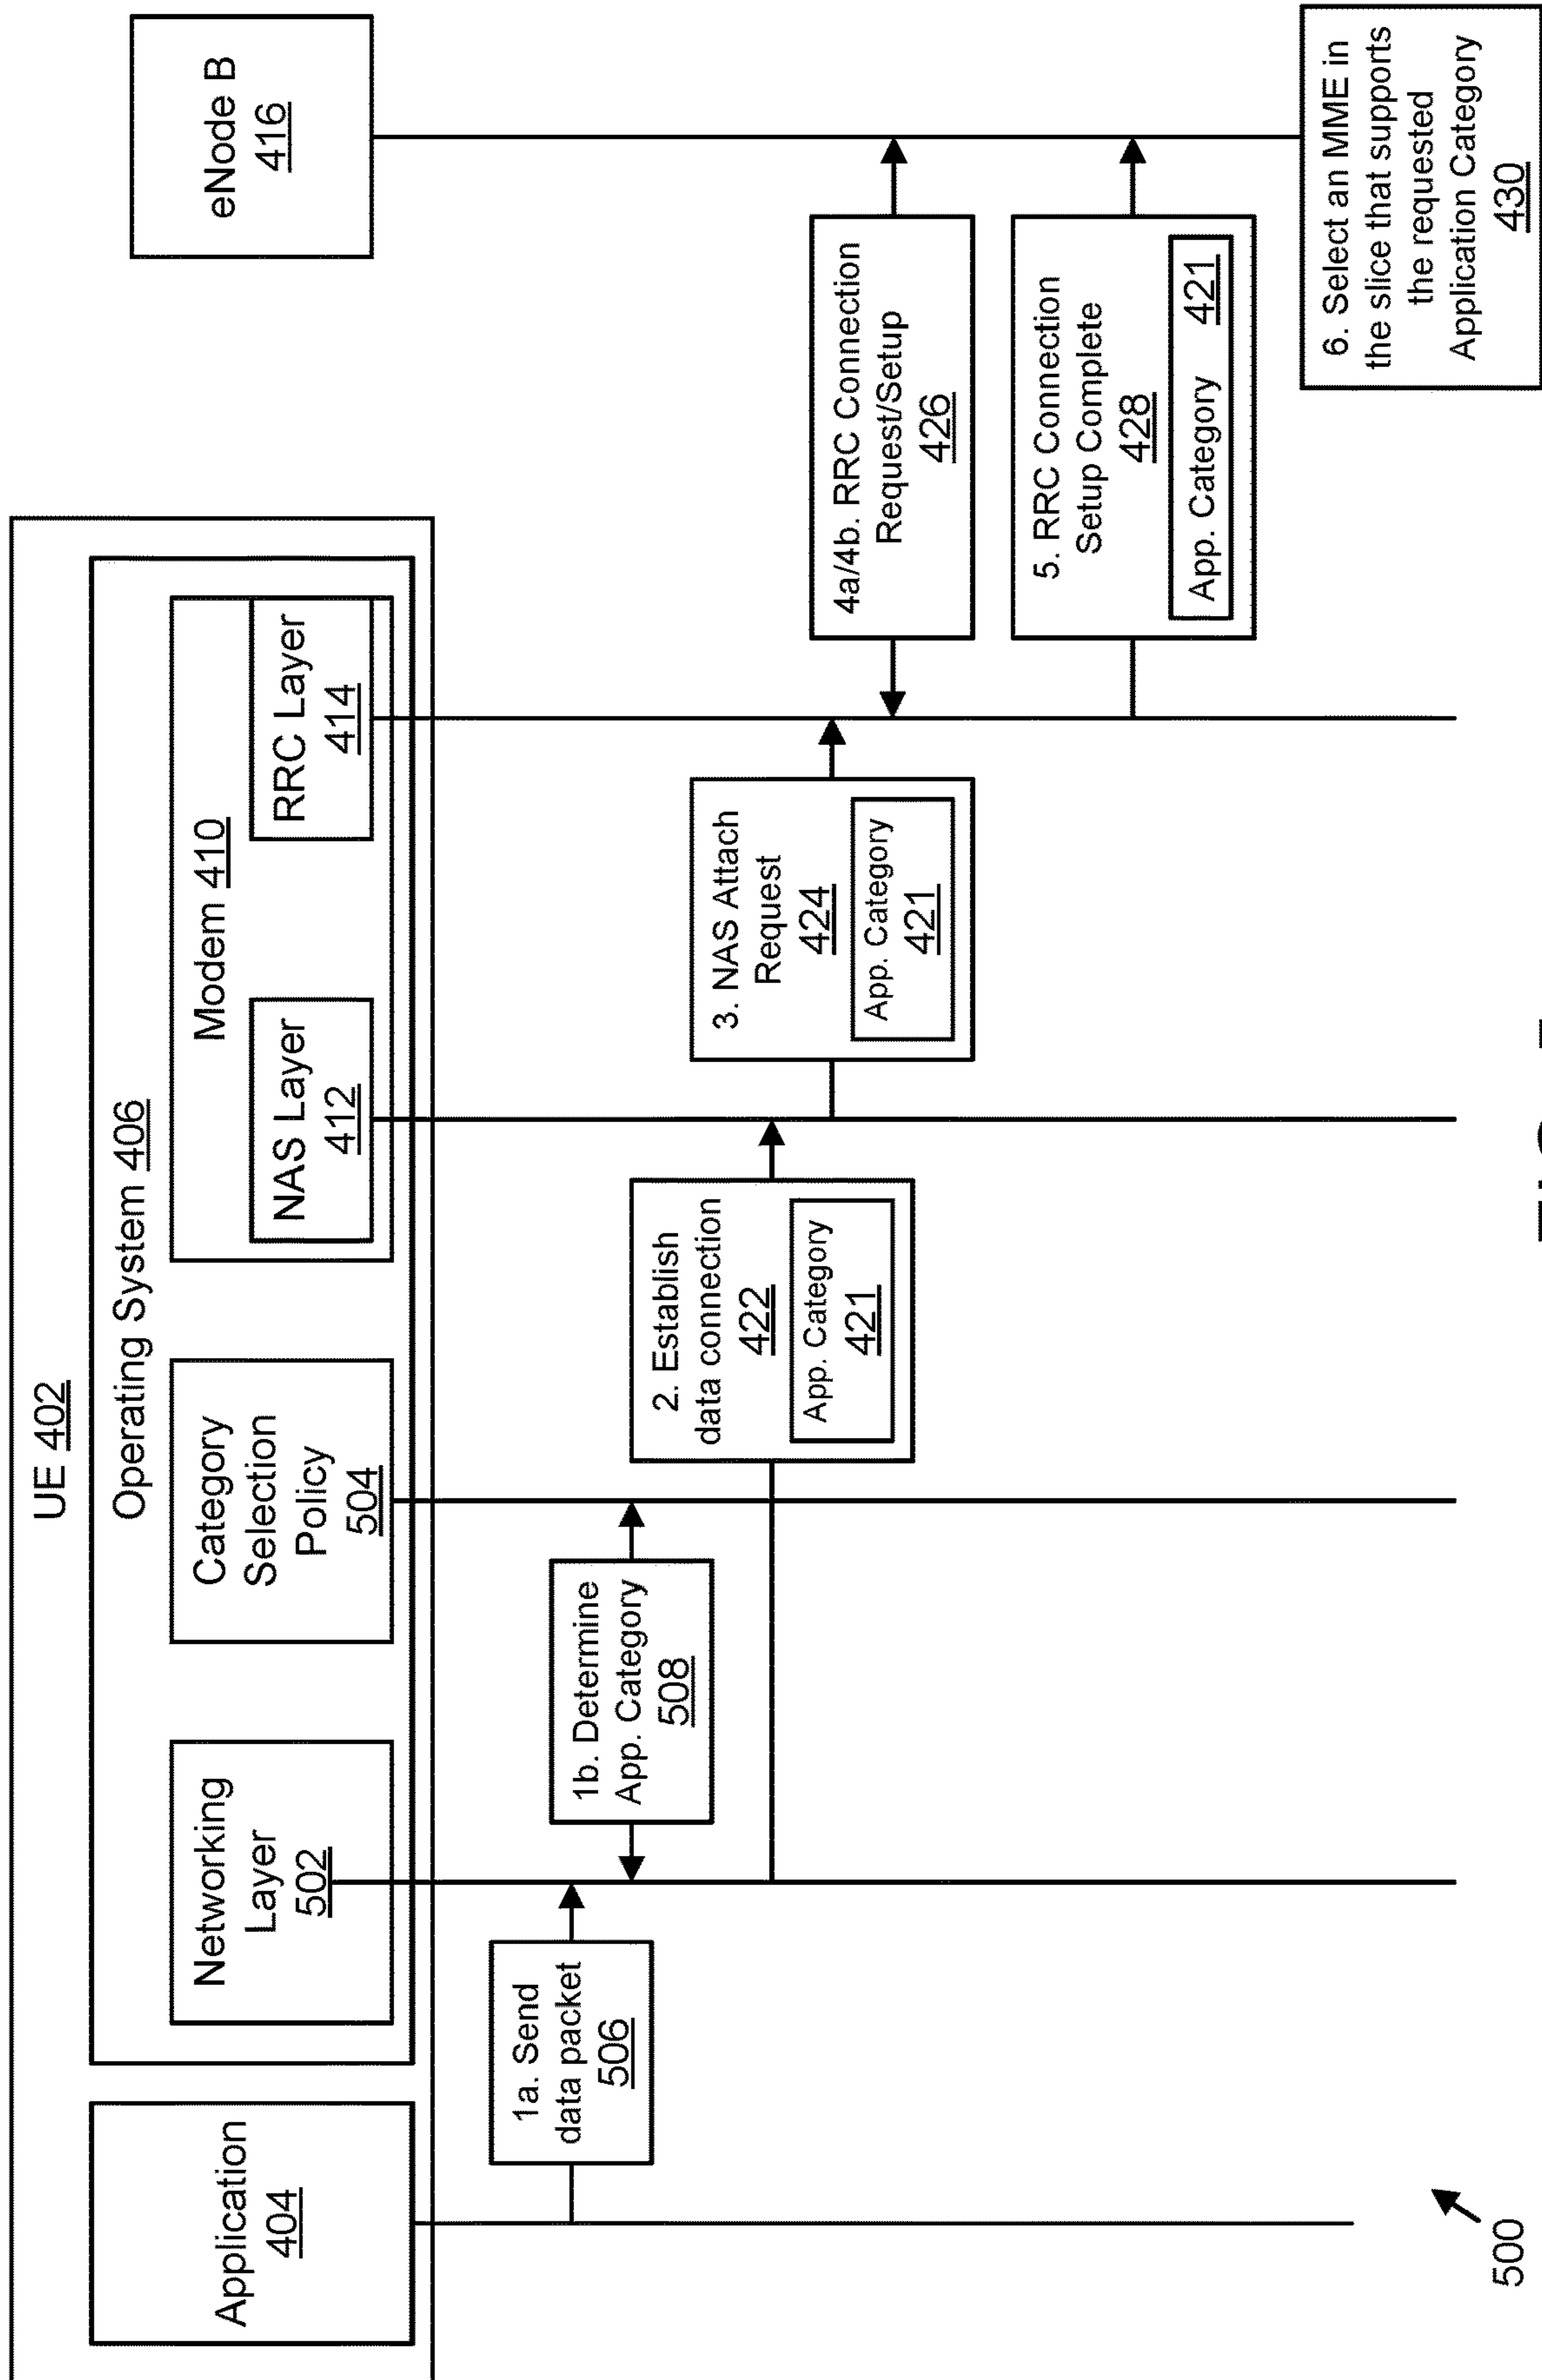 UE 402
Operating System 406
Application
404
Networking
Layer
502
Category
Selection
Policy
504
Modem 410
NAS Layer
412
RRC Layer
414
eNode B
416
1a. Send
data packet
506
1b. Determine
App. Category
508
2. Establish
data connection
422
App. Category
421
3. NAS Attach
Request
424
App. Category
421
4a/4b. RRC Connection
Request/Setup
426
5. RRC Connection
Setup Complete
428
App. Category 421
6. Select an MME in
the slice that supports
the requested
Application Category
430
500